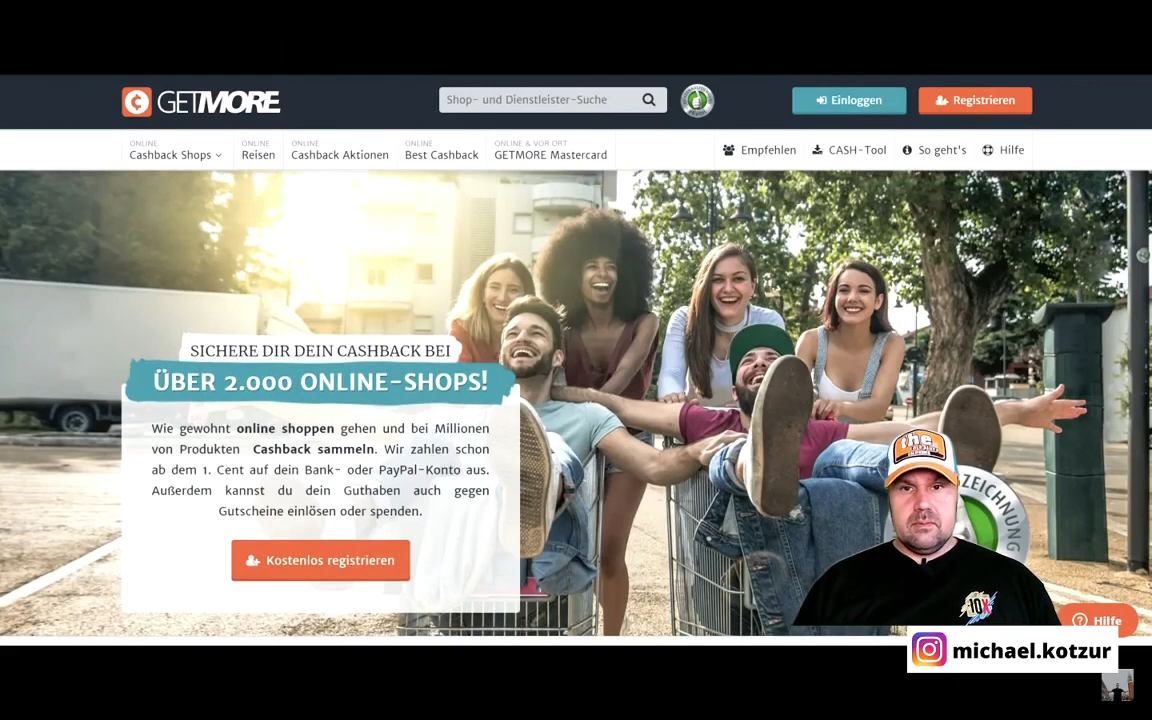 GETMORE
Shop- und Dienstleister-Suche
Einloggen
Registrieren
ONLINE
Cashback Shops
ONLINE
Reisen
ONLINE
Cashback Aktionen
ONLINE
Best Cashback
ONLINE & VOR ORT
GETMORE Mastercard
Empfehlen
CASH-Tool
So geht's
Hilfe
SICHERE DIR DEIN CASHBACK BEI
ÜBER 2.000 ONLINE-SHOPS!
Wie gewohnt online shoppen gehen und bei Millionen
von Produkten Cashback sammeln. Wir zahlen schon
ab dem 1. Cent auf dein Bank- oder PayPal-Konto aus.
Außerdem kannst du dein Guthaben auch gegen
Gutscheine einlösen oder spenden.
Kostenlos registrieren
the
ZEICHNUNG
10X
Hilfe
michael.kotzur